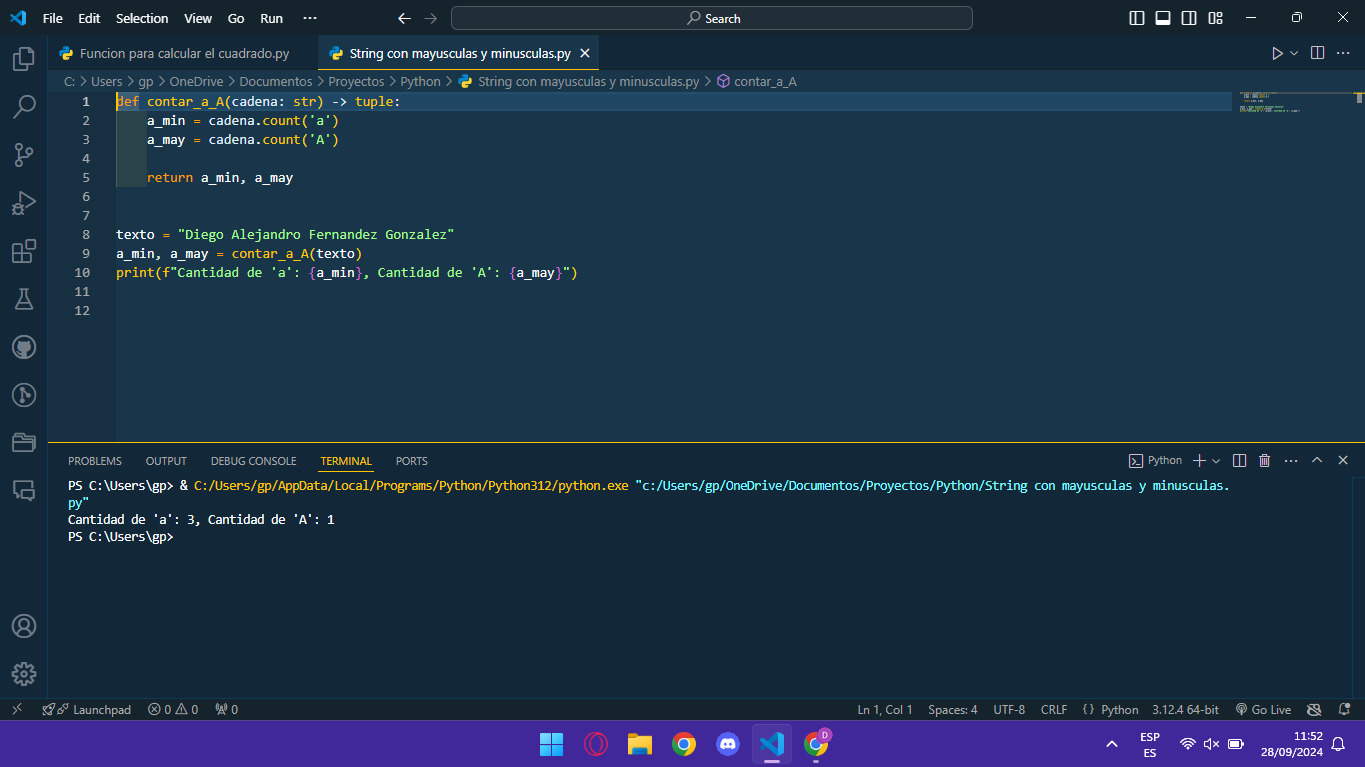 File Edit Selection View Go Run ··· Search
Funcion para calcular el cuadrado.py String con mayusculas y minusculas.py
C: > Users > gp > OneDrive > Documentos > Proyectos > Python > String con mayusculas y minusculas.py > contar_a_A
1 def contar_a_A(cadena: str) -> tuple:
2 a_min = cadena.count('a')
3 a_may = cadena.count('A')
4
5 return a_min, a_may
6
7
8 texto = "Diego Alejandro Fernandez Gonzalez"
9 a_min, a_may = contar_a_A(texto)
10 print(f"Cantidad de 'a': {a_min}, Cantidad de 'A': {a_may}")
11
12
PROBLEMS OUTPUT DEBUG CONSOLE TERMINAL PORTS Python
PS C:\Users\gp> & C:/Users/gp/AppData/Local/Programs/Python/Python312/python.exe "c:/Users/gp/OneDrive/Documentos/Proyectos/Python/String con mayusculas y minusculas.
py"
Cantidad de 'a': 3, Cantidad de 'A': 1
PS C:\Users\gp>
Launchpad 0 0 0 Ln 1, Col 1 Spaces: 4 UTF-8 CRLF {} Python 3.12.4 64-bit Go Live
D
ESP 11:52
ES 28/09/2024